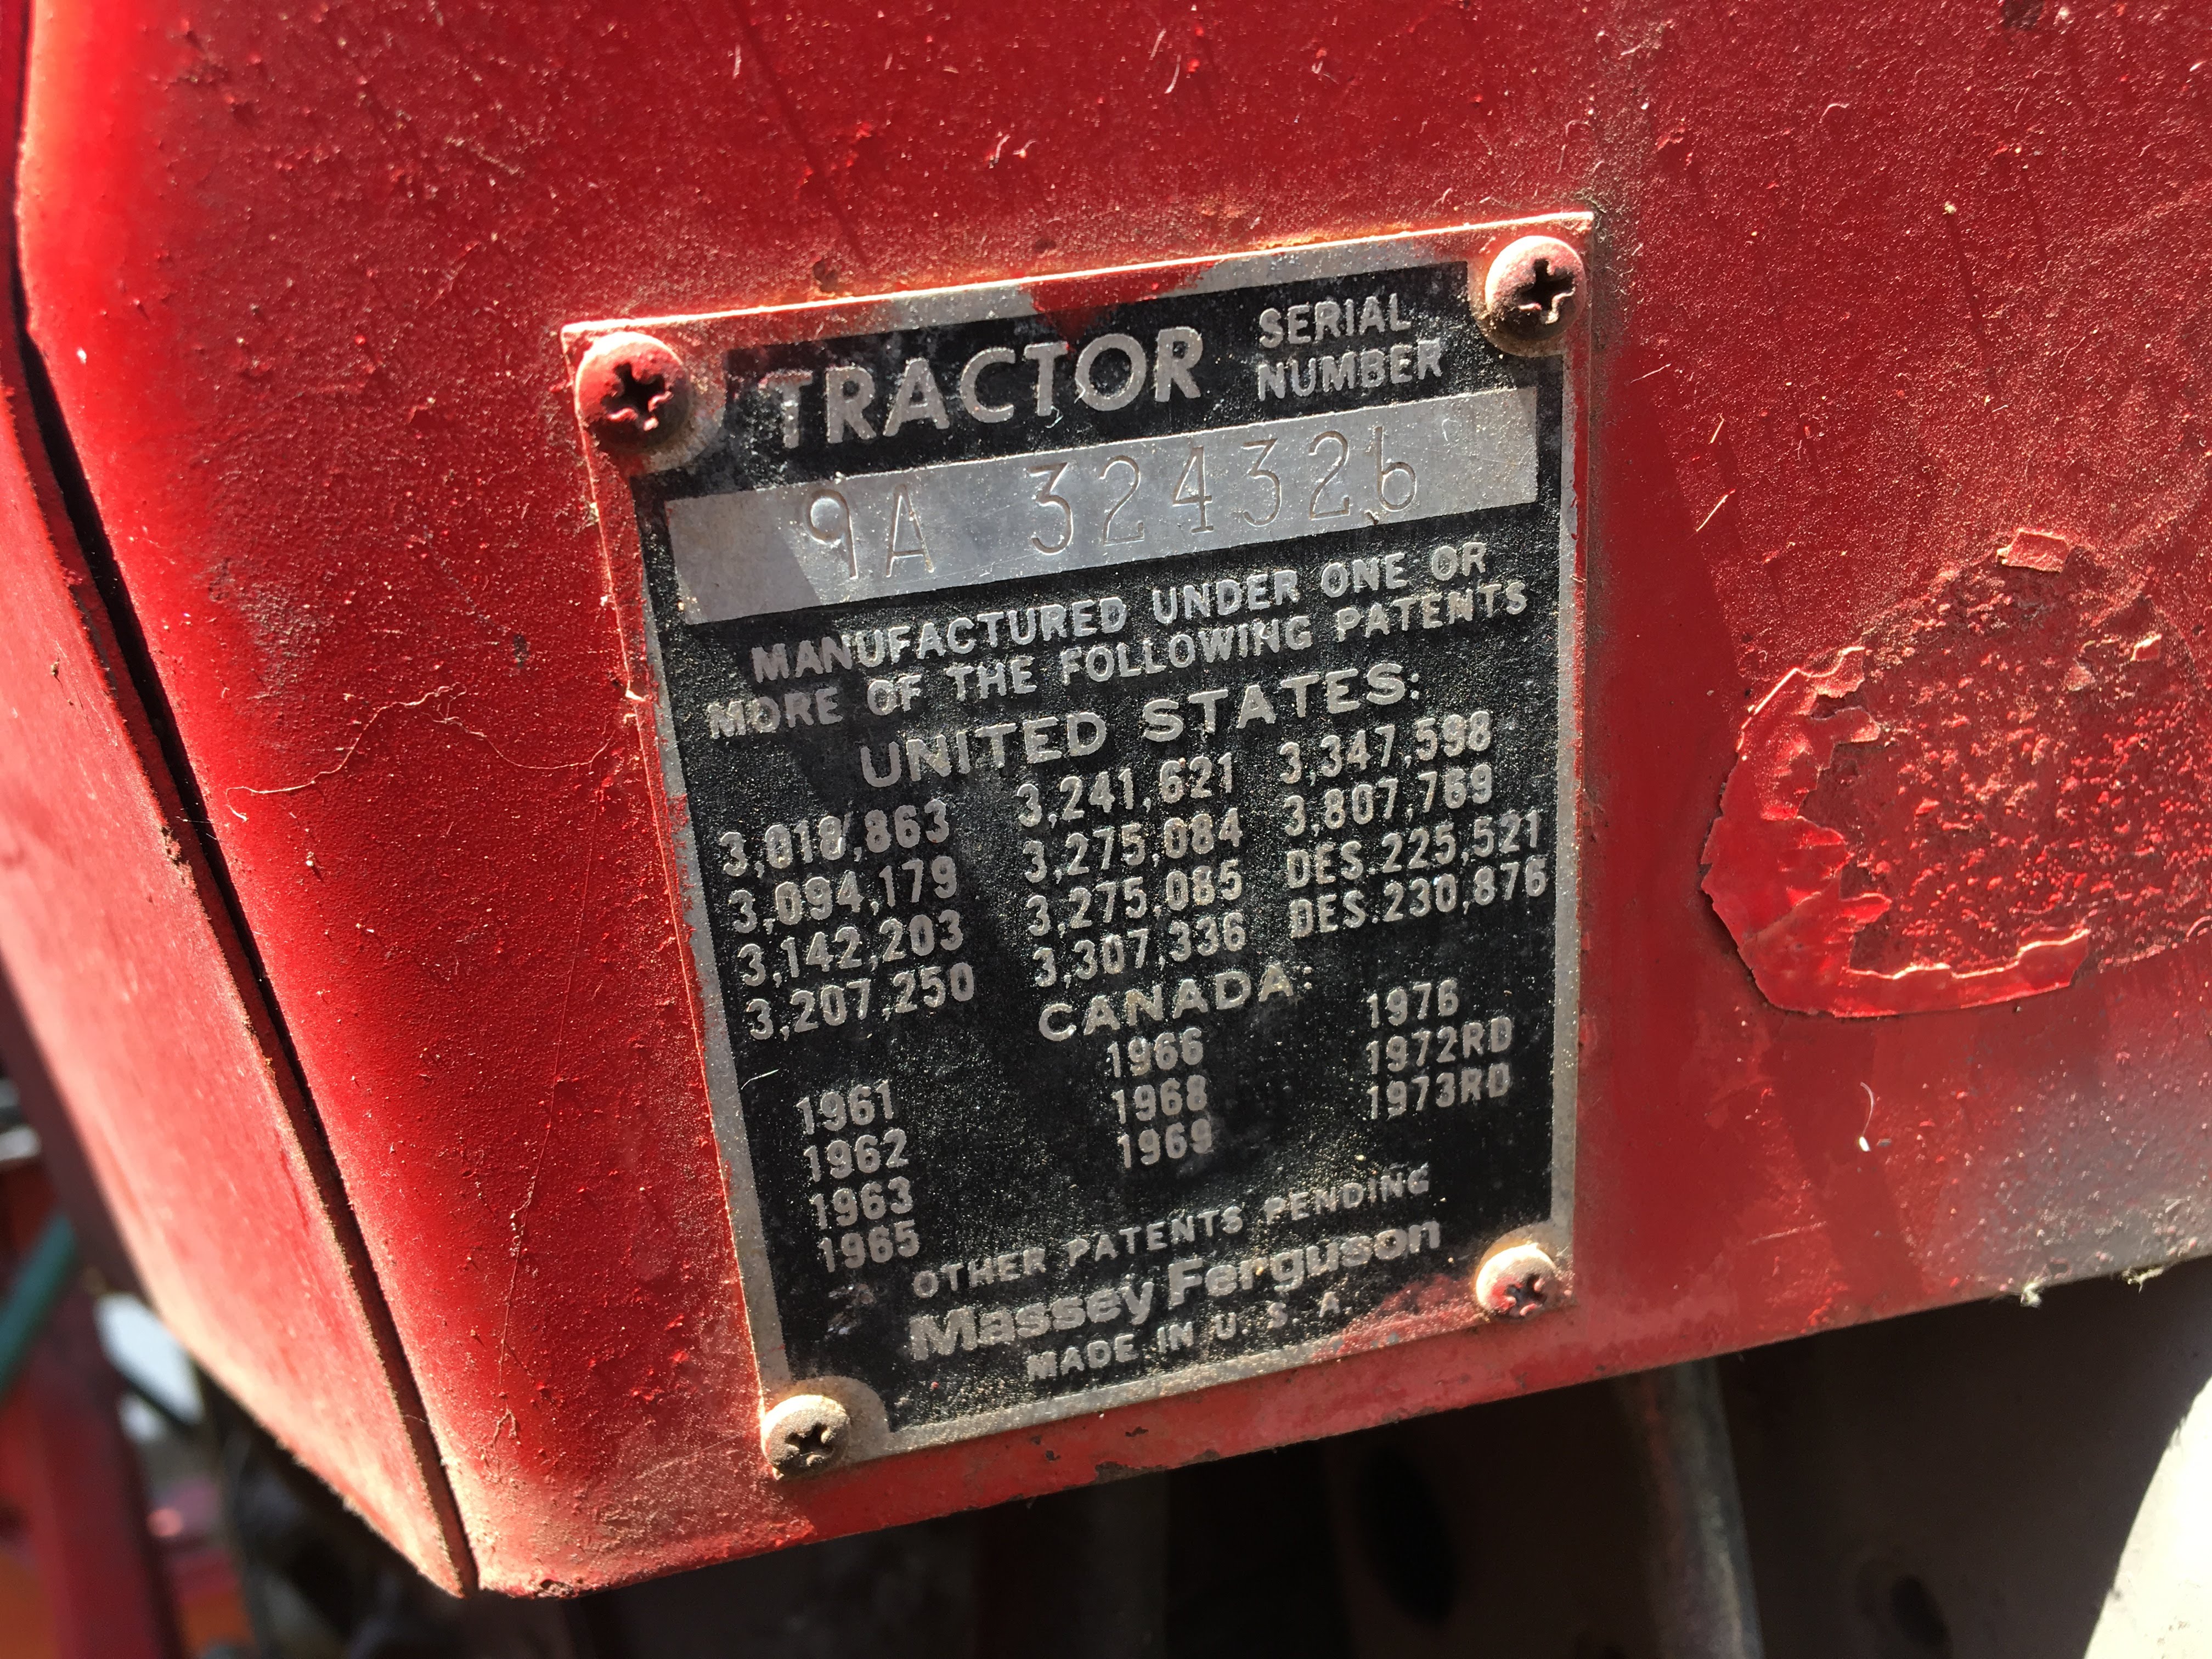 TRACTOR SERIAL NUMBER
9A 324326
MANUFACTURED UNDER ONE OR
MORE OF THE FOLLOWING PATENTS
UNITED STATES:
3,018,863 3,241,621 3,347,598
3,094,179 3,275,084 3,807,769
3,142,203 3,275,085 DES.225,521
3,207,250 3,307,336 DES.230,876
CANADA:
1961 1966 1976
1962 1968 1972RD
1963 1969 1973RD
1965
OTHER PATENTS PENDING
Massey Ferguson
MADE IN U. S. A.